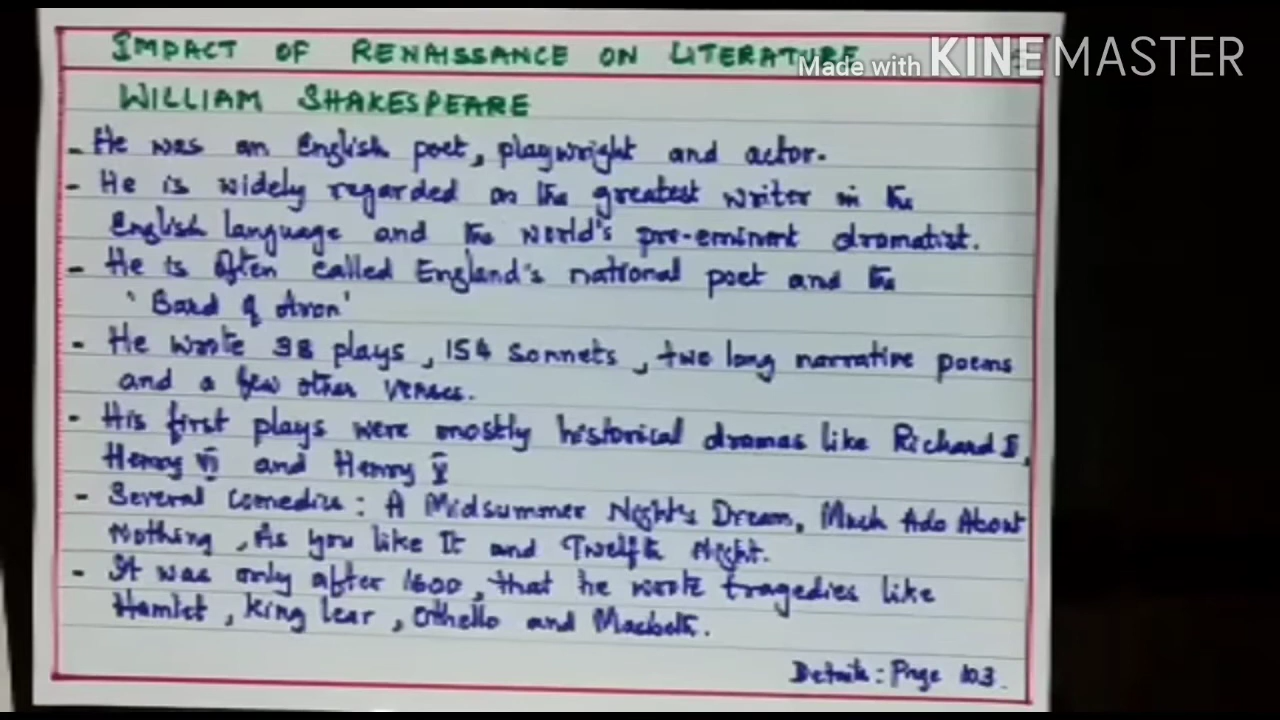 IMPACT OF RENAISSANCE ON LITERATURE
Made with KINEMASTER
WILLIAM SHAKESPEARE
- He was an English poet, playwright and actor.
- He is widely regarded as the greatest writer in the
English language and the world's pre-eminent dramatist.
- He is often called England's national poet and the
'Bard of Avon'
- He wrote 38 plays, 154 sonnets, two long narrative poems
and a few other verses.
- His first plays were mostly historical dramas like Richard II,
Henry VI and Henry V
- Several comedies: A Midsummer Night's Dream, Much Ado About
Nothing, As you like It and Twelfth Night.
- It was only after 1600, that he wrote tragedies like
Hamlet, King lear, Othello and Macbeth.
Details: Page 103.